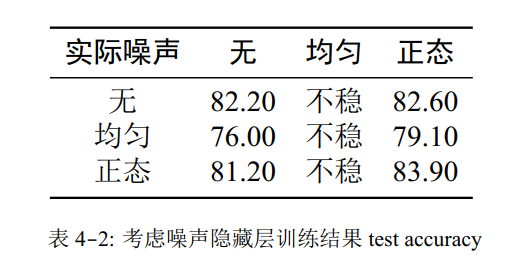 实际噪声 无 均匀 正态
无 82.20 不稳 82.60
均匀 76.00 不稳 79.10
正态 81.20 不稳 83.90
表 4-2: 考虑噪声隐藏层训练结果 test accuracy